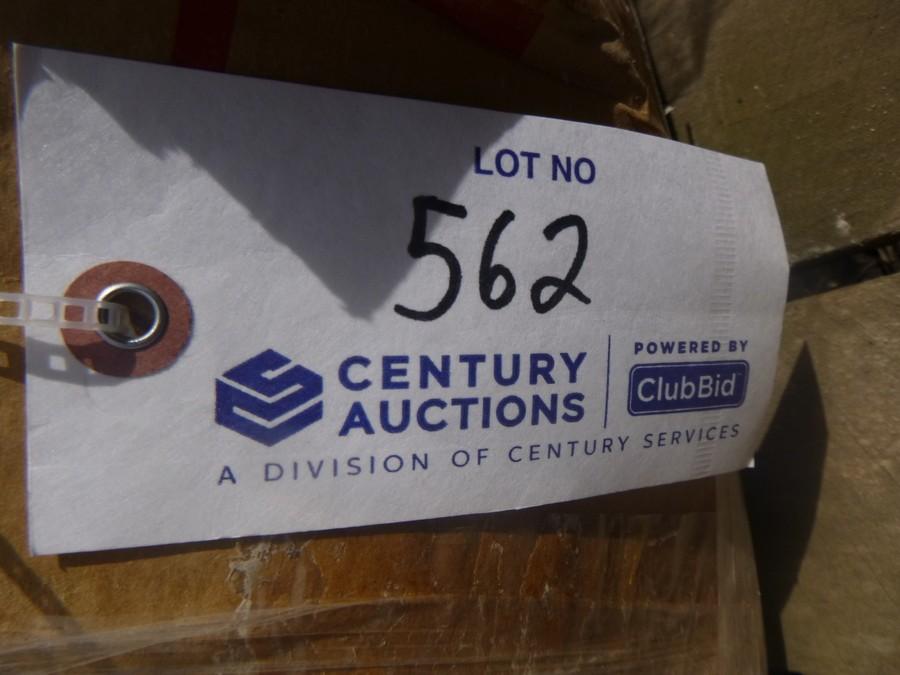 LOT NO
562
CENTURY
AUCTIONS
POWERED BY
ClubBid
A DIVISION OF CENTURY SERVICES